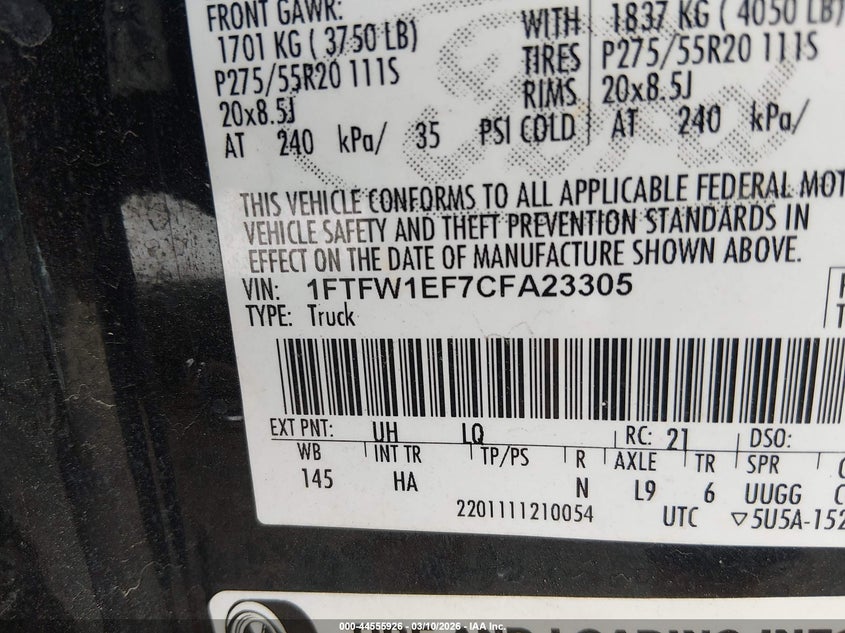 FRONT GAWR:
1701 KG ( 3750 LB)
P275/55R20 111S
20x8.5J
AT 240 kPa/ 35 PSI COLD
WITH
TIRES
RIMS
1837 KG ( 4050 LB)
P275/55R20 111S
20x8.5J
AT 240 kPa/
THIS VEHICLE CONFORMS TO ALL APPLICABLE FEDERAL MOT
VEHICLE SAFETY AND THEFT PREVENTION STANDARDS IN
EFFECT ON THE DATE OF MANUFACTURE SHOWN ABOVE.
VIN: 1FTFW1EF7CFA23305
TYPE: Truck
EXT PNT: UH LQ RC: 21 DSO:
WB INT TR TP/PS R AXLE TR SPR
145 HA N L9 6 UUGG
2201111210054 UTC ▽5U5A-152
000-44555926 - 03/10/2026 - IAA Inc.